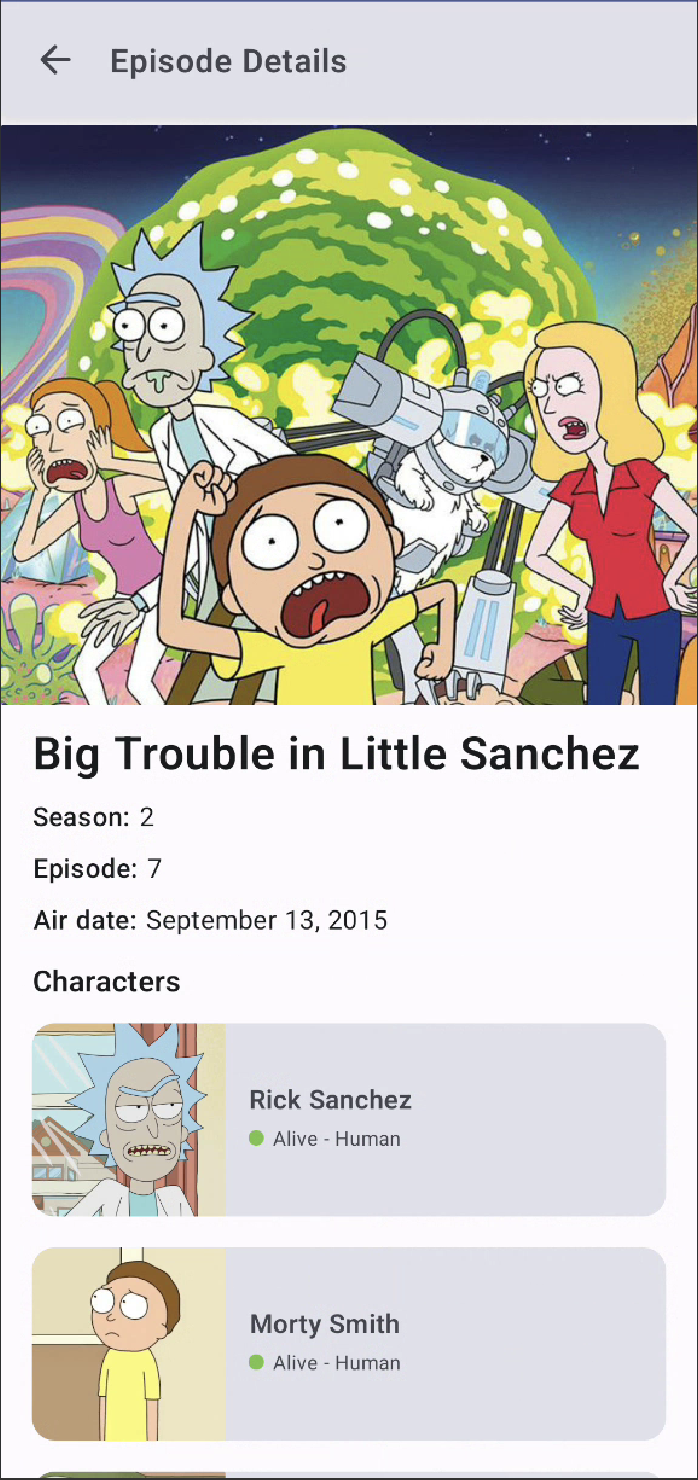 Episode Details
Big Trouble in Little Sanchez
Season: 2
Episode: 7
Air date: September 13, 2015
Characters
Rick Sanchez
Alive - Human
Morty Smith
Alive - Human